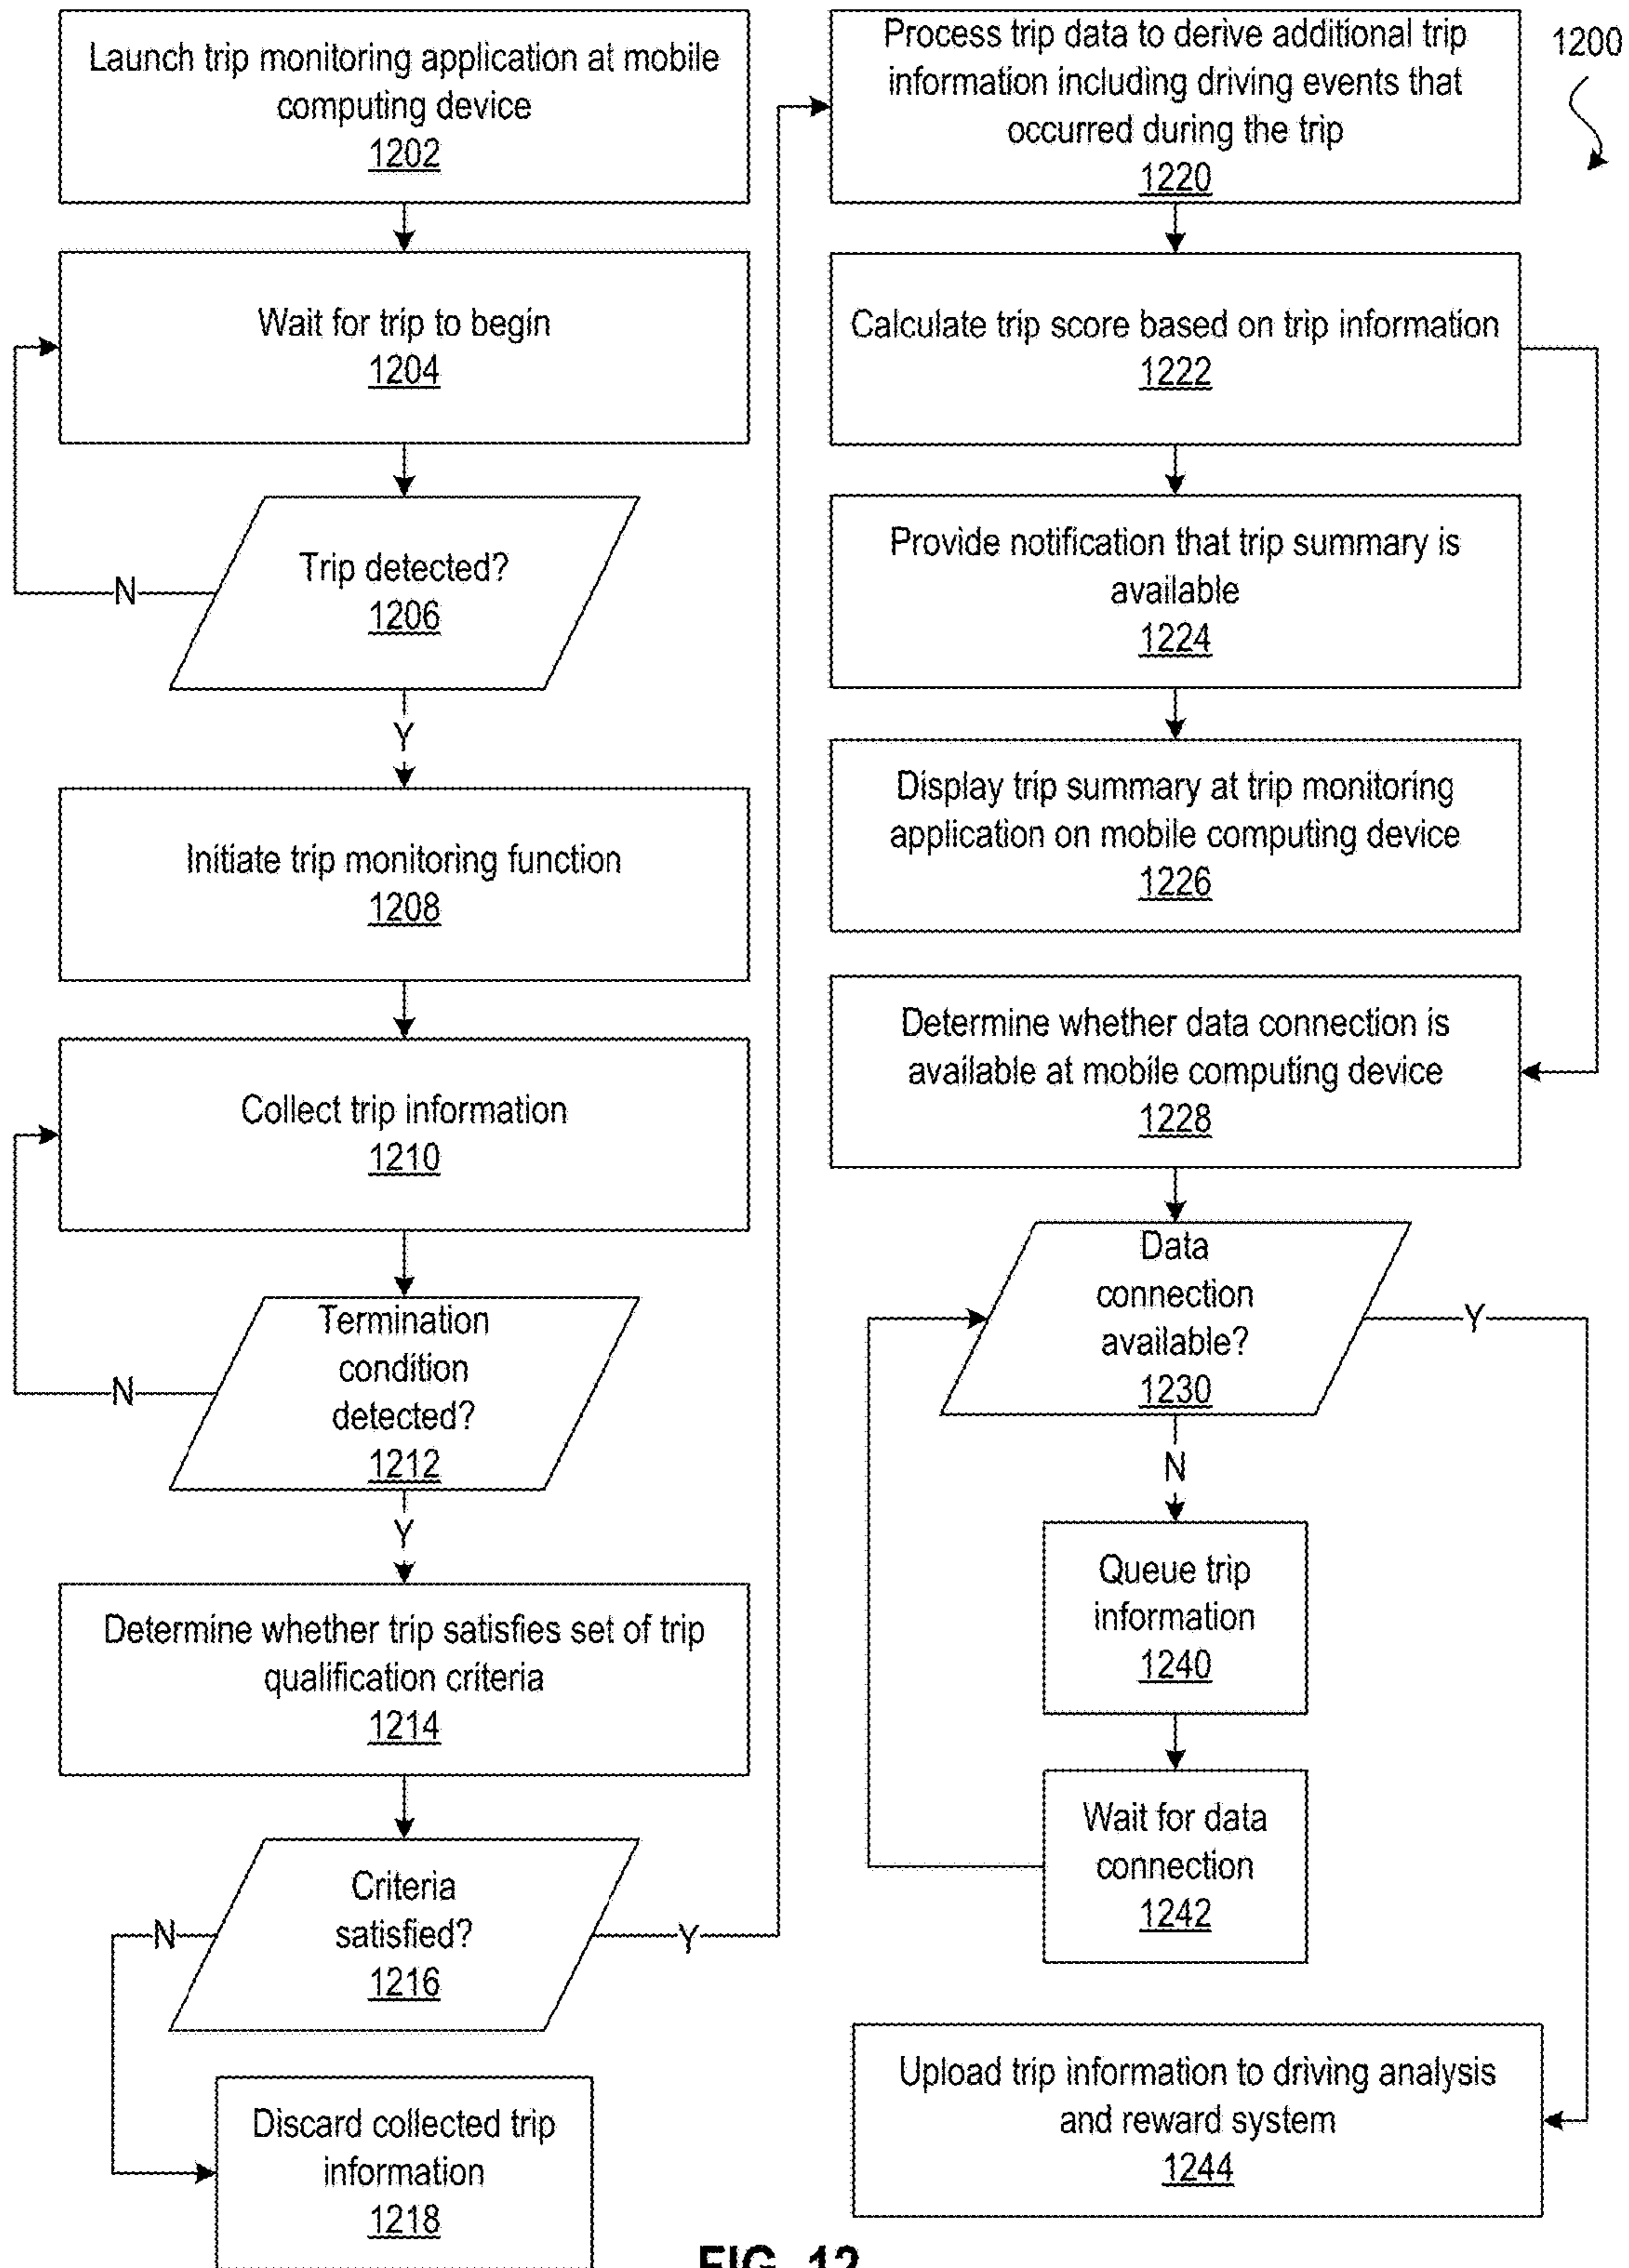 Launch trip monitoring application at mobile
computing device
1202
Wait for trip to begin
1204
Trip detected?
1206
N
Y
Initiate trip monitoring function
1208
Collect trip information
1210
Termination
condition
detected?
1212
N
Y
Determine whether trip satisfies set of trip
qualification criteria
1214
Criteria
satisfied?
1216
N
Y
Discard collected trip
information
1218
Process trip data to derive additional trip
information including driving events that
occurred during the trip
1220
1200
Calculate trip score based on trip information
1222
Provide notification that trip summary is
available
1224
Display trip summary at trip monitoring
application on mobile computing device
1226
Determine whether data connection is
available at mobile computing device
1228
Data
connection
available?
1230
Y
N
Queue trip
information
1240
Wait for data
connection
1242
Upload trip information to driving analysis
and reward system
1244
FIG. 12